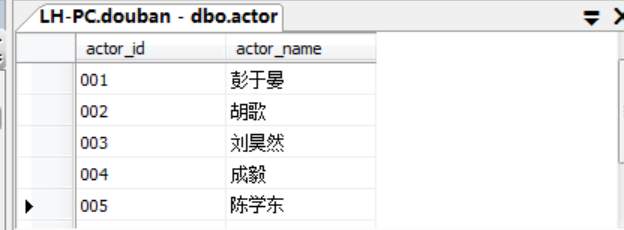 LH-PC.douban - dbo.actor
actor_id actor_name
001 彭于晏
002 胡歌
003 刘昊然
004 成毅
005 陈学东